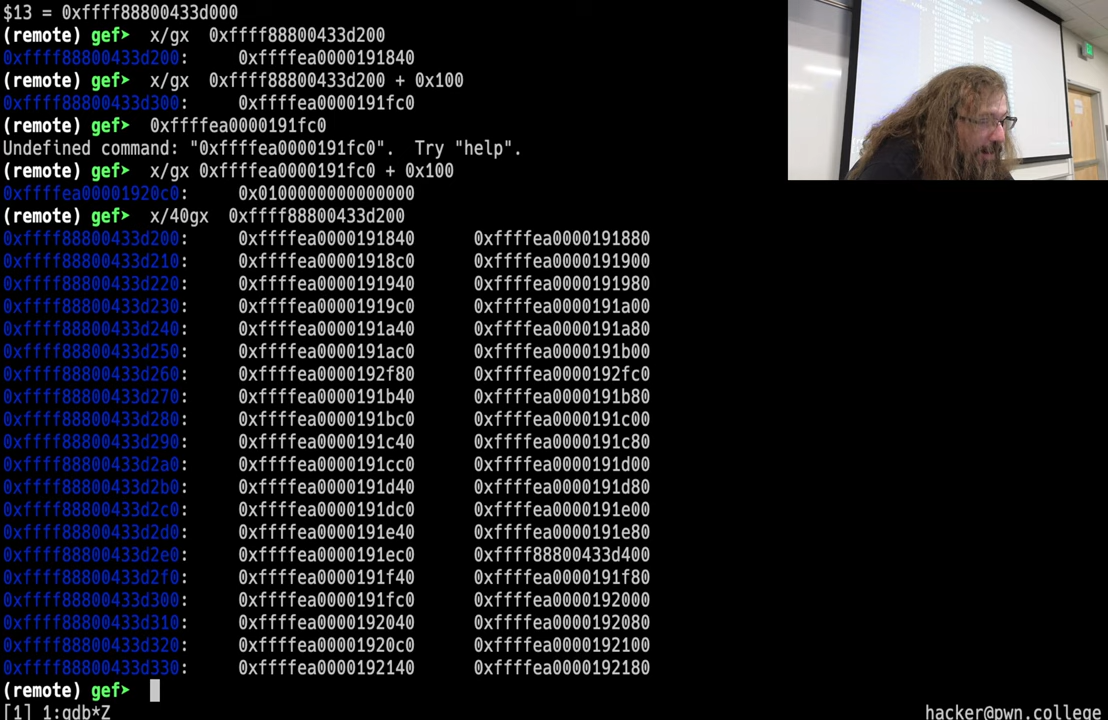 $13 = 0xffff88800433d000
(remote) gef➤  x/gx  0xffff88800433d200
0xffff88800433d200:	0xffffea0000191840
(remote) gef➤  x/gx  0xffff88800433d200 + 0x100
0xffff88800433d300:	0xffffea0000191fc0
(remote) gef➤  0xffffea0000191fc0
Undefined command: "0xffffea0000191fc0".  Try "help".
(remote) gef➤  x/gx 0xffffea0000191fc0 + 0x100
0xffffea00001920c0:	0x0100000000000000
(remote) gef➤  x/40gx  0xffff88800433d200
0xffff88800433d200:	0xffffea0000191840	0xffffea0000191880
0xffff88800433d210:	0xffffea00001918c0	0xffffea0000191900
0xffff88800433d220:	0xffffea0000191940	0xffffea0000191980
0xffff88800433d230:	0xffffea00001919c0	0xffffea0000191a00
0xffff88800433d240:	0xffffea0000191a40	0xffffea0000191a80
0xffff88800433d250:	0xffffea0000191ac0	0xffffea0000191b00
0xffff88800433d260:	0xffffea0000192f80	0xffffea0000192fc0
0xffff88800433d270:	0xffffea0000191b40	0xffffea0000191b80
0xffff88800433d280:	0xffffea0000191bc0	0xffffea0000191c00
0xffff88800433d290:	0xffffea0000191c40	0xffffea0000191c80
0xffff88800433d2a0:	0xffffea0000191cc0	0xffffea0000191d00
0xffff88800433d2b0:	0xffffea0000191d40	0xffffea0000191d80
0xffff88800433d2c0:	0xffffea0000191dc0	0xffffea0000191e00
0xffff88800433d2d0:	0xffffea0000191e40	0xffffea0000191e80
0xffff88800433d2e0:	0xffffea0000191ec0	0xffff88800433d400
0xffff88800433d2f0:	0xffffea0000191f40	0xffffea0000191f80
0xffff88800433d300:	0xffffea0000191fc0	0xffffea0000192000
0xffff88800433d310:	0xffffea0000192040	0xffffea0000192080
0xffff88800433d320:	0xffffea00001920c0	0xffffea0000192100
0xffff88800433d330:	0xffffea0000192140	0xffffea0000192180
(remote) gef➤
[1] 1:gdb*Z	hacker@pwn.college